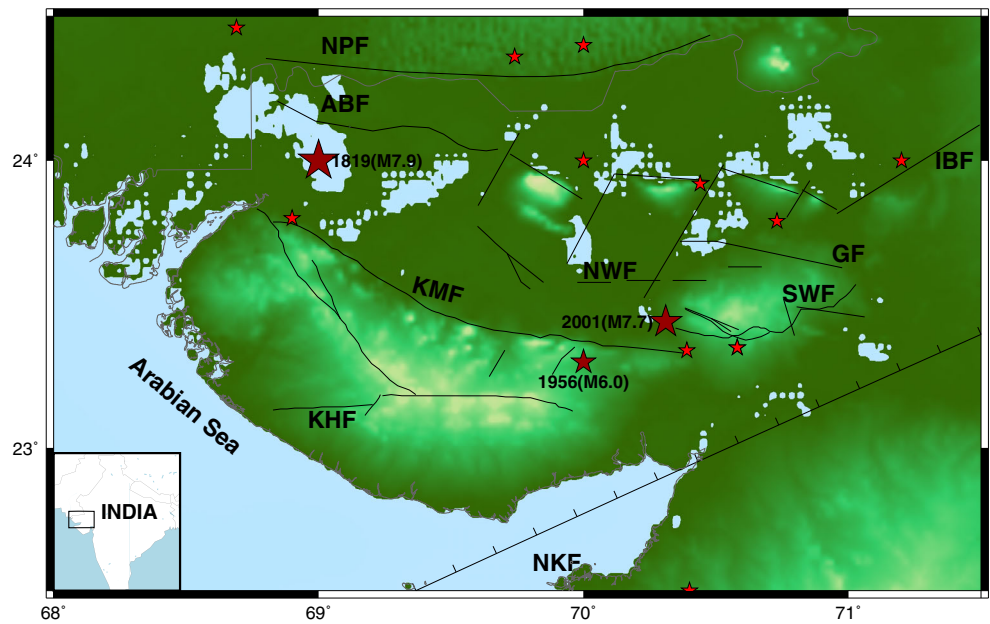 NPF
ABF
1819(M7.9)
24°
IBF
GF
NWF
SWF
KMF
2001(M7.7)
1956(M6.0)
Arabian Sea
KHF
23°
INDIA
NKF
68°
69°
70°
71°